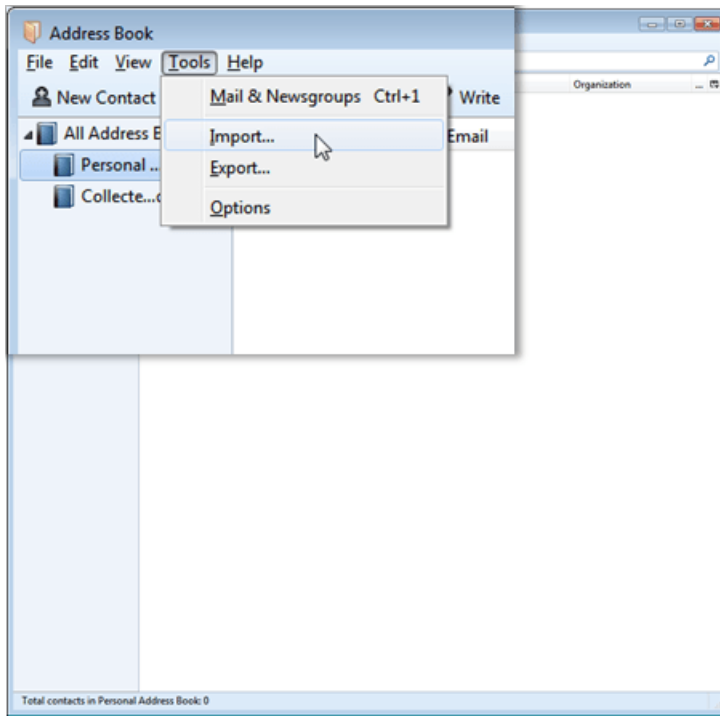 Address Book
File Edit View Tools Help
New Contact Write
Mail & Newsgroups Ctrl+1
All Address B Email
Import...
Personal ...
Export...
Collecte...
Options
Organization ...
Total contacts in Personal Address Book: 0